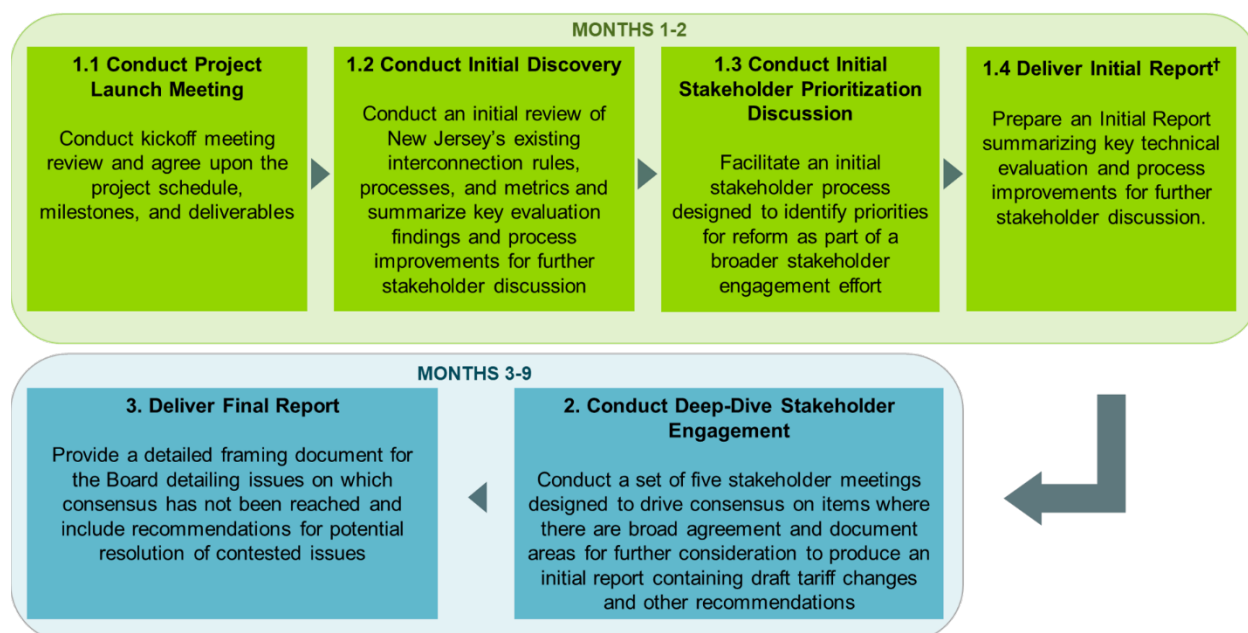 MONTHS 1-2
1.1 Conduct Project
Launch Meeting
Conduct kickoff meeting
review and agree upon the
project schedule,
milestones, and deliverables
1.2 Conduct Initial Discovery
Conduct an initial review of
New Jersey's existing
interconnection rules,
processes, and metrics and
summarize key evaluation
findings and process
improvements for further
stakeholder discussion
1.3 Conduct Initial
Stakeholder Prioritization
Discussion
Facilitate an initial
stakeholder process
designed to identify priorities
for reform as part of a
broader stakeholder
engagement effort
1.4 Deliver Initial Report†
Prepare an Initial Report
summarizing key technical
evaluation and process
improvements for further
stakeholder discussion.
MONTHS 3-9
2. Conduct Deep-Dive Stakeholder
Engagement
Conduct a set of five stakeholder meetings
designed to drive consensus on items where
there are broad agreement and document
areas for further consideration to produce an
initial report containing draft tariff changes
and other recommendations
3. Deliver Final Report
Provide a detailed framing document for
the Board detailing issues on which
consensus has not been reached and
include recommendations for potential
resolution of contested issues